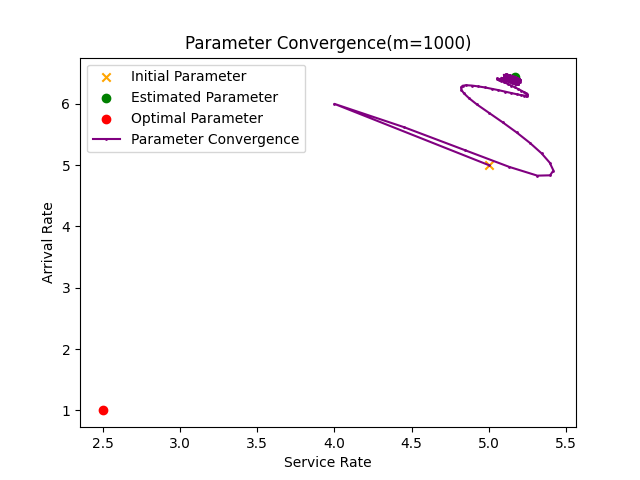 Parameter Convergence(m=1000)
Initial Parameter
Estimated Parameter
Optimal Parameter
Parameter Convergence
6
5
4
3
2
1
Arrival Rate
2.5 3.0 3.5 4.0 4.5 5.0 5.5
Service Rate